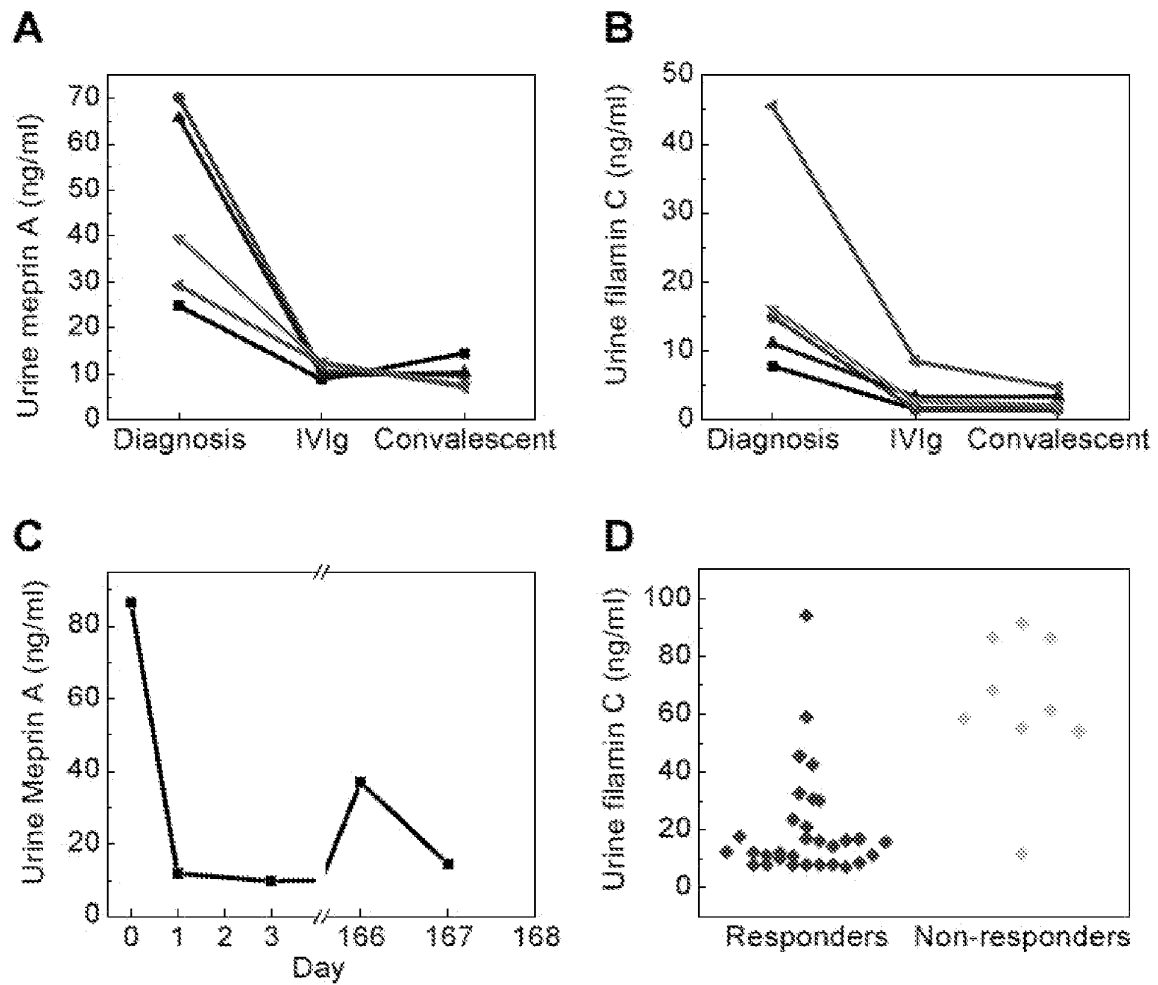 A
Urine meprin A (ng/ml)
70
60
50
40
30
20
10
0
Diagnosis IVIg Convalescent
B
Urine filamin C (ng/ml)
50
40
30
20
10
0
Diagnosis IVIg Convalescent
C
Urine Meprin A (ng/ml)
80
60
40
20
0
0 1 2 3 166 167 168
Day
D
Urine filamin C (ng/ml)
100
80
60
40
20
0
Responders Non-responders